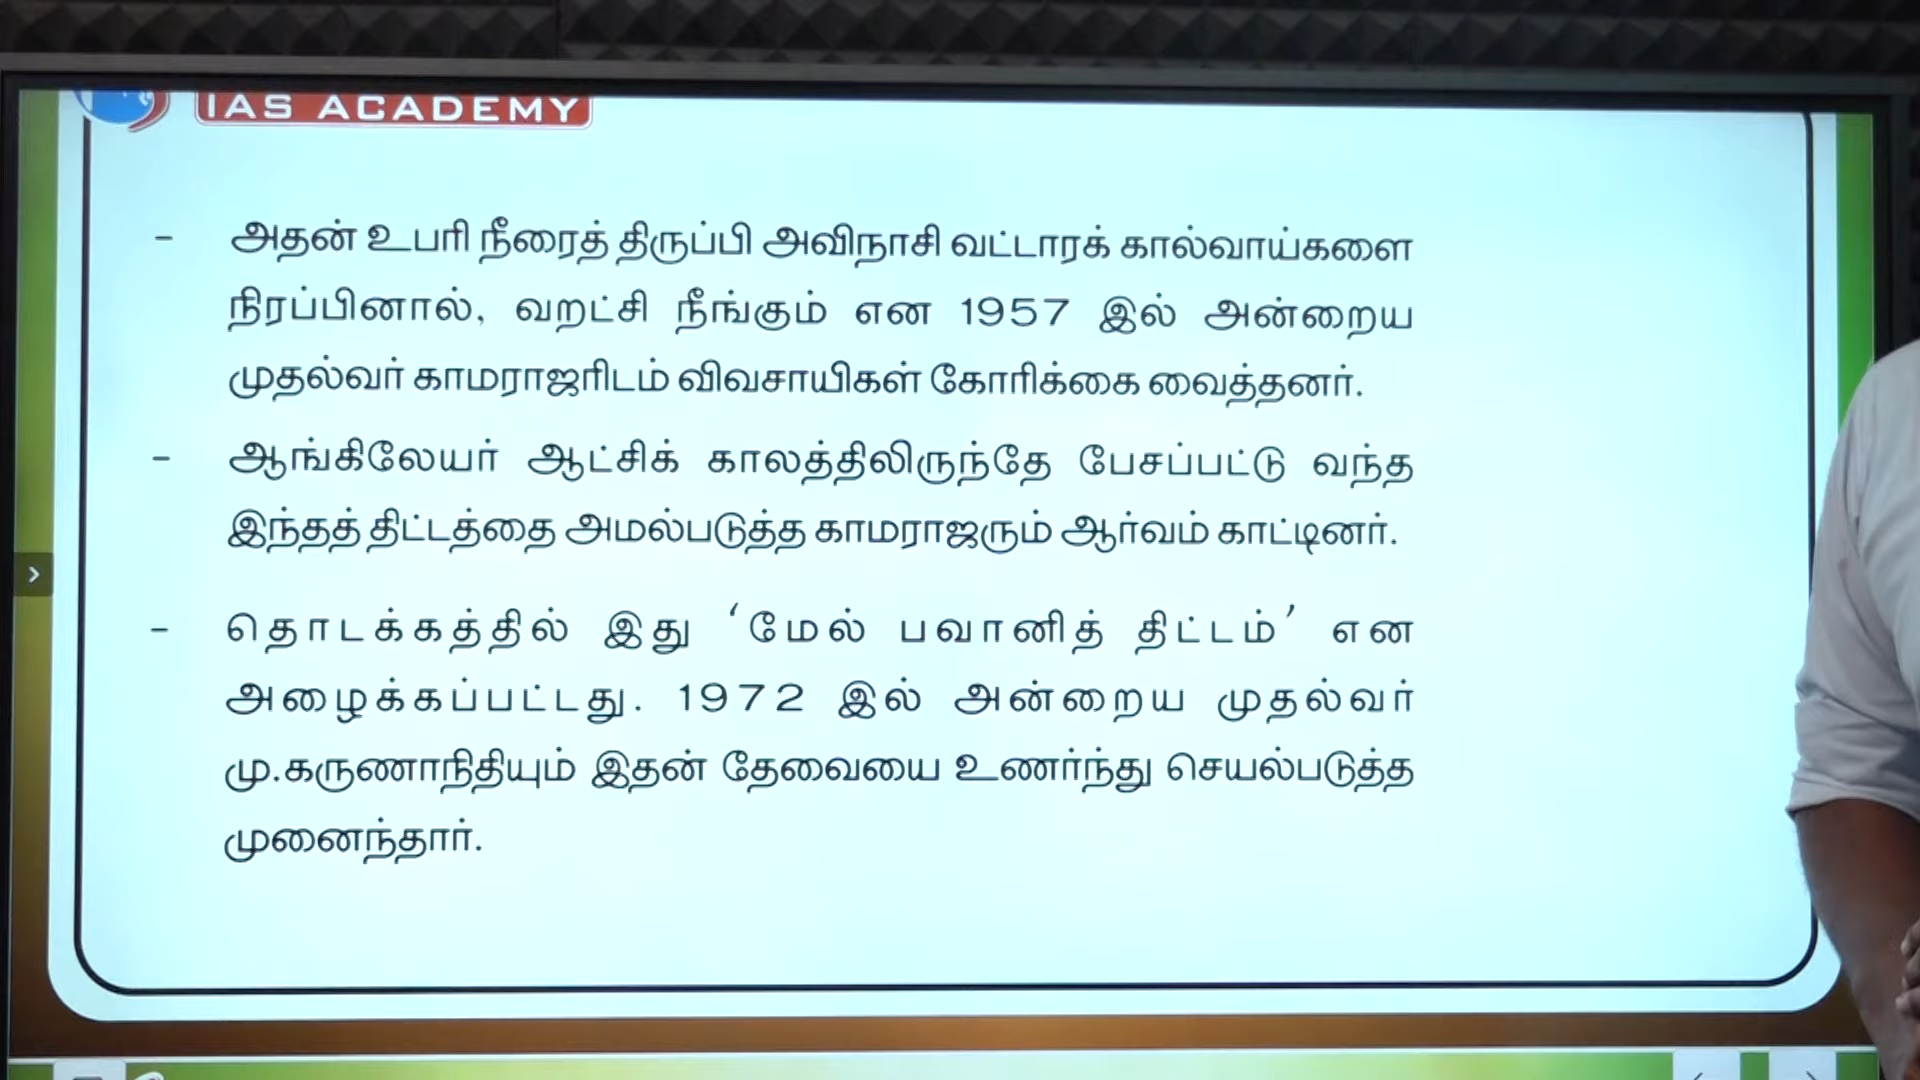 IAS ACADEMY
- அதன் உபரி நீரைத் திருப்பி அவிநாசி வட்டாரக் கால்வாய்களை
நிரப்பினால், வறட்சி நீங்கும் என 1957 இல் அன்றைய
முதல்வர் காமராஜரிடம் விவசாயிகள் கோரிக்கை வைத்தனர்.
- ஆங்கிலேயர் ஆட்சிக் காலத்திலிருந்தே பேசப்பட்டு வந்த
இந்தத் திட்டத்தை அமல்படுத்த காமராஜரும் ஆர்வம் காட்டினர்.
- தொடக்கத்தில் இது ‘மேல் பவானித் திட்டம்’ என
அழைக்கப்பட்டது. 1972 இல் அன்றைய முதல்வர்
மு.கருணாநிதியும் இதன் தேவையை உணர்ந்து செயல்படுத்த
முனைந்தார்.